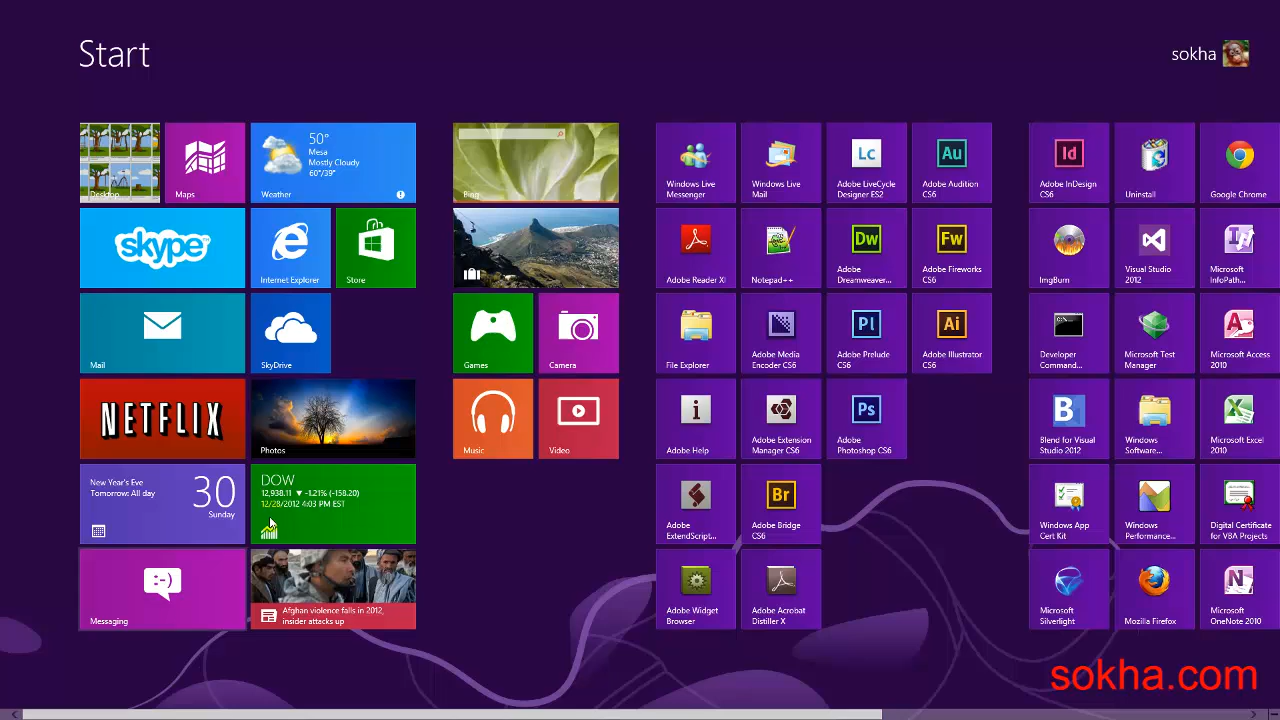 Start
sokha
Desktop
Maps
50°
Mesa
Mostly Cloudy
60°/39°
Weather
skype™
Internet Explorer
Store
Mail
SkyDrive
NETFLIX
Photos
New Year's Eve
Tomorrow: All day
30
Sunday
DOW
12,938.11 ▼ -1.21% (-158.20)
12/28/2012 4:03 PM EST
:-)
Messaging
Afghan violence falls in 2012,
insider attacks up
Bing
Games
Camera
Music
Video
Windows Live
Messenger
Windows Live
Mail
Lc
Adobe LiveCycle
Designer ES2
Au
Adobe Audition
CS6
Adobe Reader XI
Notepad++
Dw
Adobe
Dreamweaver...
Fw
Adobe Fireworks
CS6
File Explorer
Adobe Media
Encoder CS6
Pl
Adobe Prelude
CS6
Ai
Adobe Illustrator
CS6
Adobe Help
Adobe Extension
Manager CS6
Ps
Adobe
Photoshop CS6
Adobe
ExtendScript...
Br
Adobe Bridge
CS6
Adobe Widget
Browser
Adobe Acrobat
Distiller X
Id
Adobe InDesign
CS6
Uninstall
Google Chrome
ImgBurn
Visual Studio
2012
Microsoft
InfoPath...
Developer
Command...
Microsoft Test
Manager
Microsoft Access
2010
B
Blend for Visual
Studio 2012
Windows
Software...
Microsoft Excel
2010
Windows App
Cert Kit
Windows
Performance...
Digital Certificate
for VBA Projects
Microsoft
Silverlight
Mozilla Firefox
Microsoft
OneNote 2010
sokha.com